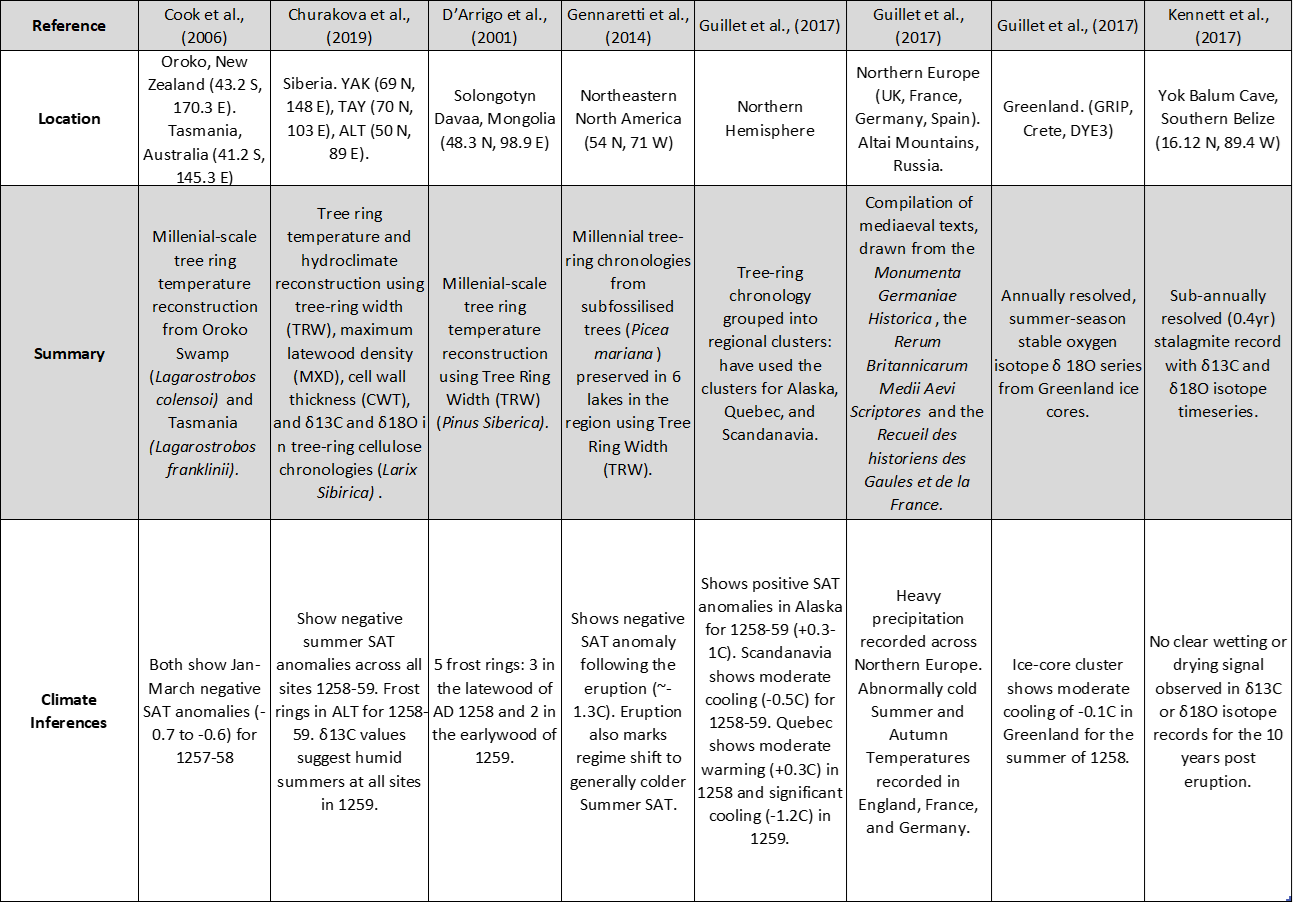 Reference
Cook et al.,
(2006)
Churakova et al.,
(2019)
D’Arrigo et al.,
(2001)
Gennaretti et al.,
(2014)
Guillet et al., (2017)
Guillet et al.,
(2017)
Guillet et al., (2017)
Kennett et al.,
(2017)
Location
Oroko, New
Zealand (43.2 S,
170.3 E).
Tasmania,
Australia (41.2 S,
145.3 E)
Siberia. YAK (69 N,
148 E), TAY (70 N,
103 E), ALT (50 N,
89 E).
Solongotyn
Davaa, Mongolia
(48.3 N, 98.9 E)
Northeastern
North America
(54 N, 71 W)
Northern
Hemisphere
Northern Europe
(UK, France,
Germany, Spain).
Altai Mountains,
Russia.
Greenland. (GRIP,
Crete, DYE3)
Yok Balum Cave,
Southern Belize
(16.12 N, 89.4 W)
Summary
Millenial-scale
tree ring
temperature
reconstruction
from Oroko
Swamp
(Lagarostrobos
colensoi) and
Tasmania
(Lagarostrobos
franklinii).
Tree ring
temperature and
hydroclimate
reconstruction using
tree-ring width
(TRW), maximum
latewood density
(MXD), cell wall
thickness (CWT),
and δ13C and δ18O i
n tree-ring cellulose
chronologies (Larix
Sibirica) .
Millenial-scale
tree ring
temperature
reconstruction
using Tree Ring
Width (TRW)
(Pinus Siberica).
Millennial tree-
ring chronologies
from
subfossilised
trees (Picea
mariana )
preserved in 6
lakes in the
region using Tree
Ring Width
(TRW).
Tree-ring
chronology
grouped into
regional clusters:
have used the
clusters for Alaska,
Quebec, and
Scandanavia.
Compilation of
mediaeval texts,
drawn from the
Monumenta
Germaniae
Historica , the
Rerum
Britannicarum
Medii Aevi
Scriptores and the
Recueil des
historiens des
Gaules et de la
France.
Annually resolved,
summer-season
stable oxygen
isotope δ 18O series
from Greenland ice
cores.
Sub-annually
resolved (0.4yr)
stalagmite record
with δ13C and
δ18O isotope
timeseries.
Climate
Inferences
Both show Jan-
March negative
SAT anomalies (-
0.7 to -0.6) for
1257-58
Show negative
summer SAT
anomalies across all
sites 1258-59. Frost
rings in ALT for 1258-
59. δ13C values
suggest humid
summers at all sites
in 1259.
5 frost rings: 3 in
the latewood of
AD 1258 and 2 in
the earlywood of
1259.
Shows negative
SAT anomaly
following the
eruption (~-
1.3C). Eruption
also marks
regime shift to
generally colder
Summer SAT.
Shows positive SAT
anomalies in Alaska
for 1258-59 (+0.3-
1C). Scandanavia
shows moderate
cooling (-0.5C) for
1258-59. Quebec
shows moderate
warming (+0.3C) in
1258 and significant
cooling (-1.2C) in
1259.
Heavy
precipitation
recorded across
Northern Europe.
Abnormally cold
Summer and
Autumn
Temperatures
recorded in
England, France,
and Germany.
Ice-core cluster
shows moderate
cooling of -0.1C in
Greenland for the
summer of 1258.
No clear wetting or
drying signal
observed in δ13C
or δ18O isotope
records for the 10
years post
eruption.